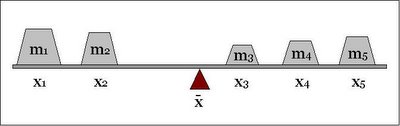 m₁ m₂ m₃ m₄ m₅
x₁ x₂ x̄ x₃ x₄ x₅